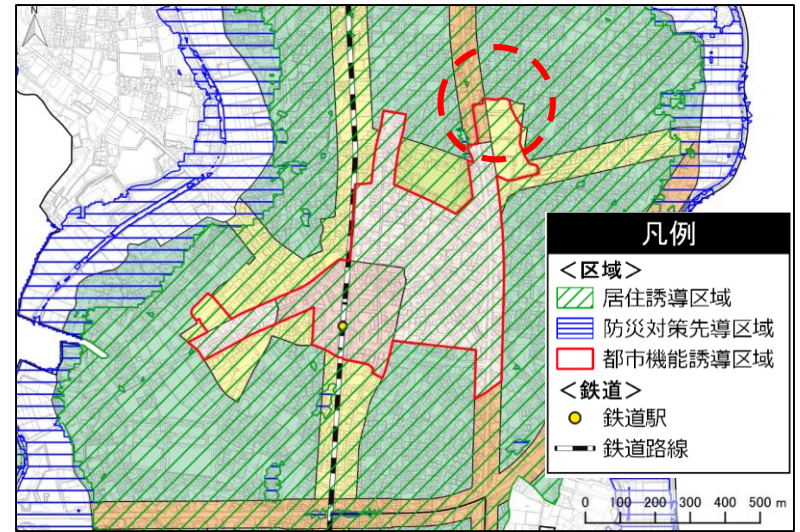 N
凡例
<区域>
居住誘導区域
防災対策先導区域
都市機能誘導区域
<鉄道>
鉄道駅
鉄道路線
0 100 200 300 400 500 m